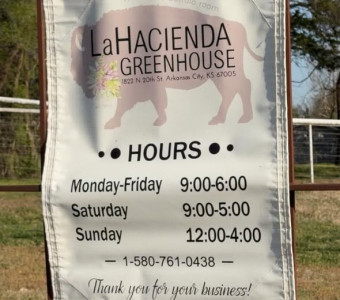 LaHACIENDA
GREENHOUSE
1822 N 20th St. Arkansas City, KS 67005
HOURS
Monday-Friday 9:00-6:00
Saturday 9:00-5:00
Sunday 12:00-4:00
— 1-580-761-0438 —
Thank you for your business!